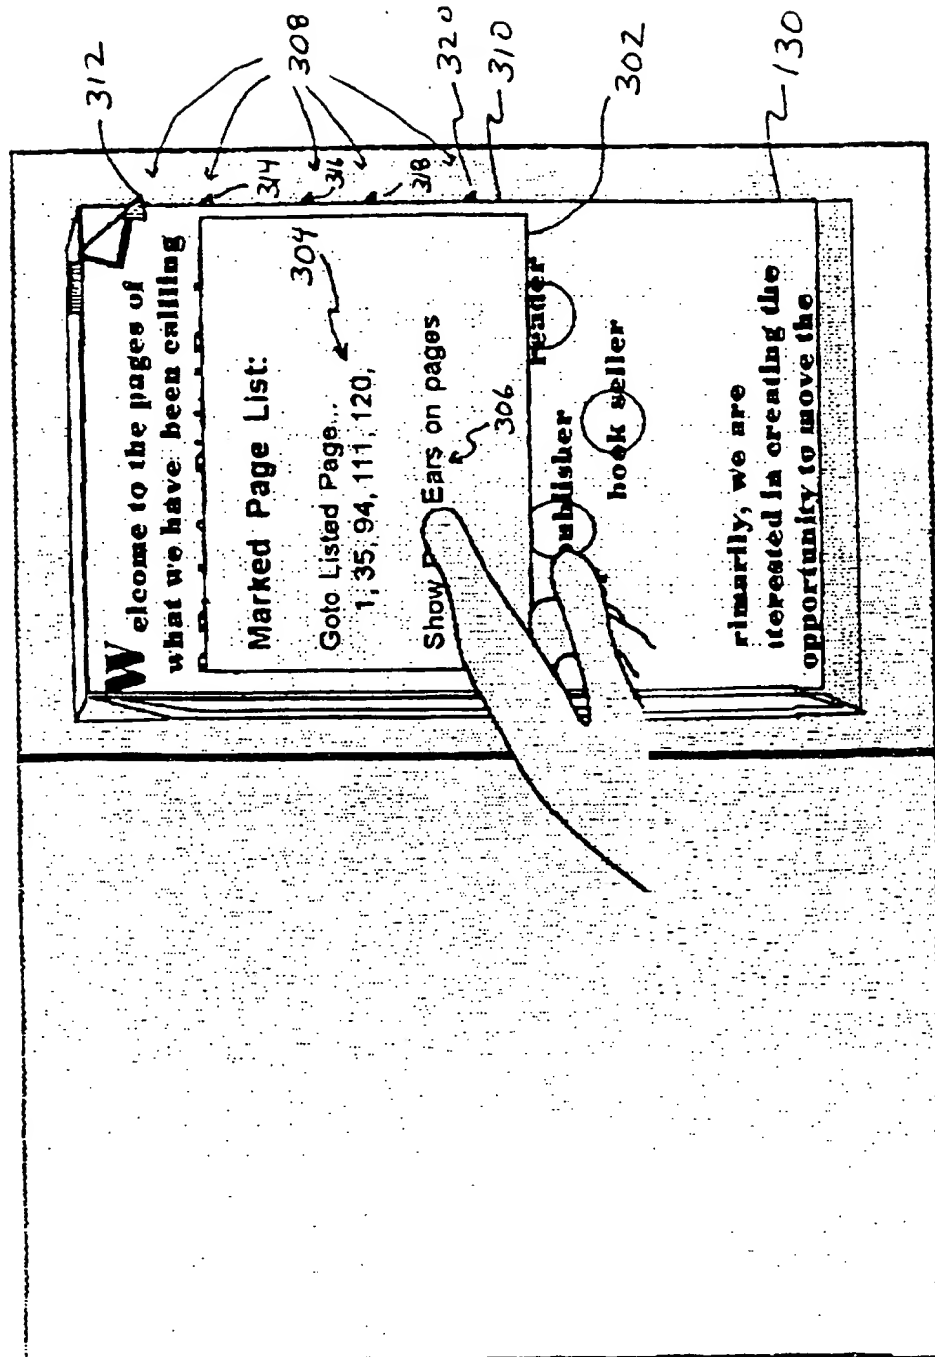 312
308
320
310
302
130
314
316
318
Welcome to the pages of
what we have been calling
Marked Page List:
304
Goto Listed Page...
1, 35, 94, 111, 120,
Show Ears on pages
306
reader
book seller
rimarily, we are
itereated in creating the
opportunity to move the